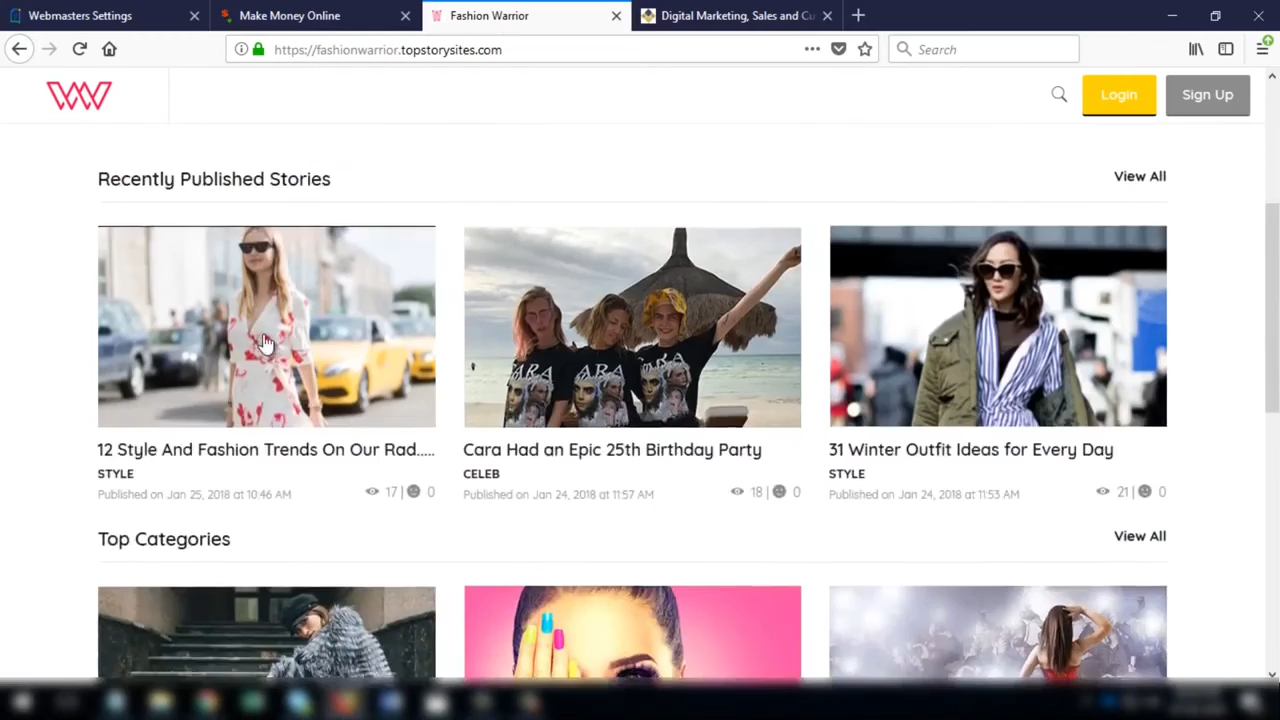 Webmasters Settings
Make Money Online
Fashion Warrior
Digital Marketing, Sales and Cu
https://fashionwarrior.topstorysites.com
Search
Login
Sign Up
Recently Published Stories
View All
CARA
ARA
CARA
12 Style And Fashion Trends On Our Rad.....
Cara Had an Epic 25th Birthday Party
31 Winter Outfit Ideas for Every Day
STYLE
CELEB
STYLE
Published on Jan 25, 2018 at 10:46 AM
17 | 0
Published on Jan 24, 2018 at 11:57 AM
18 | 0
Published on Jan 24, 2018 at 11:53 AM
21 | 0
Top Categories
View All